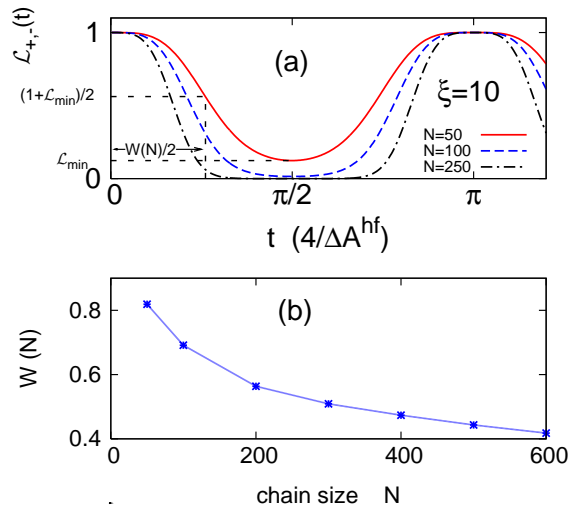 ℒ₊,₋(t)
1
(a)
(1+ℒmin)/2
ξ=10
W(N)/2
N=50
N=100
N=250
ℒmin
0
0 π/2 π
t (4/ΔA^hf)
(b)
0.8
0.6
0.4
W (N)
0 200 400 600
chain size N